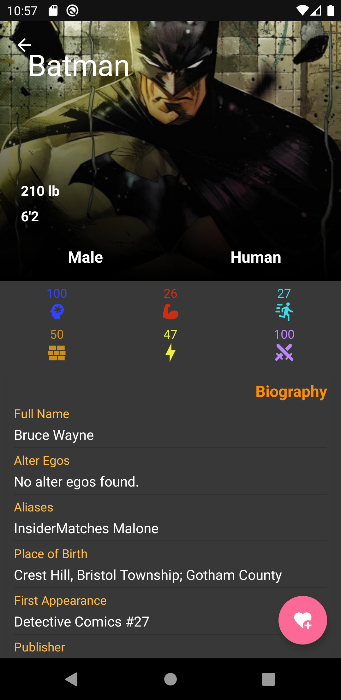 10:57
Batman
210 lb
6'2
Male Human
100 26 27
50 47 100
Biography
Full Name
Bruce Wayne
Alter Egos
No alter egos found.
Aliases
InsiderMatches Malone
Place of Birth
Crest Hill, Bristol Township; Gotham County
First Appearance
Detective Comics #27
Publisher